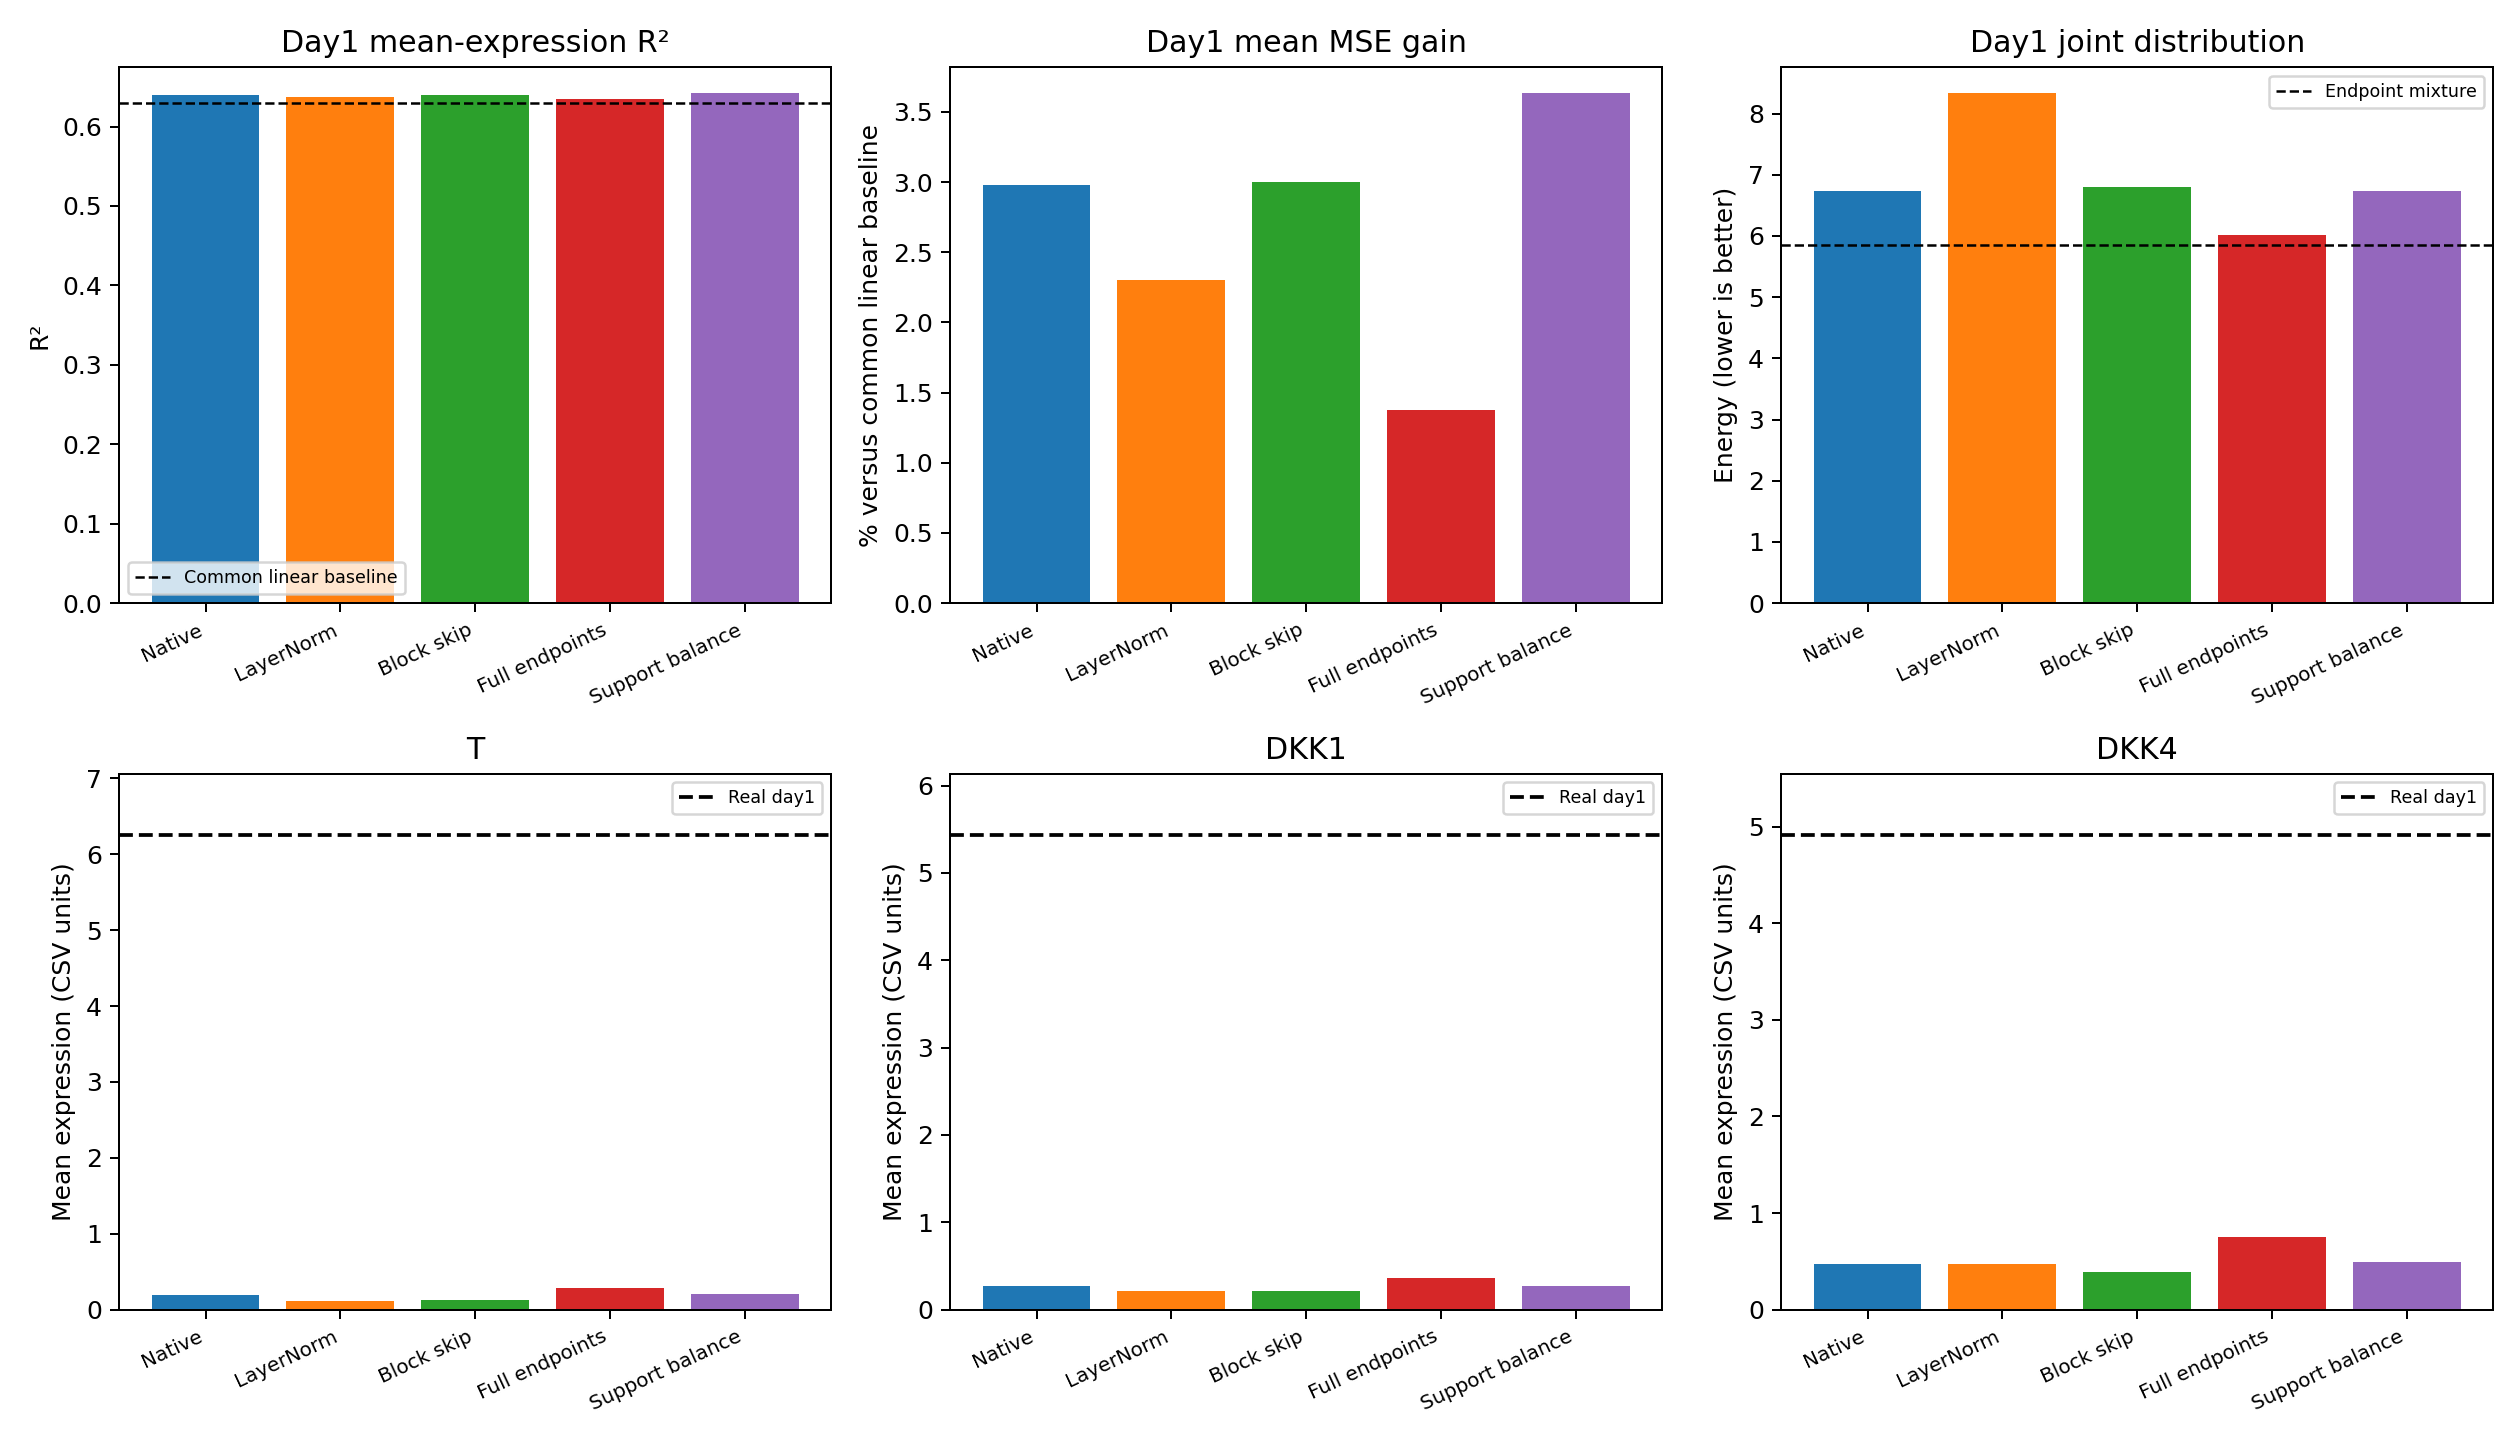 Day1 mean-expression R²
R²
0.6
0.5
0.4
0.3
0.2
0.1
0.0
Common linear baseline
Native
LayerNorm
Block skip
Full endpoints
Support balance
Day1 mean MSE gain
% versus common linear baseline
3.5
3.0
2.5
2.0
1.5
1.0
0.5
0.0
Native
LayerNorm
Block skip
Full endpoints
Support balance
Day1 joint distribution
Energy (lower is better)
8
7
6
5
4
3
2
1
0
Endpoint mixture
Native
LayerNorm
Block skip
Full endpoints
Support balance
T
Mean expression (CSV units)
7
6
5
4
3
2
1
0
Real day1
Native
LayerNorm
Block skip
Full endpoints
Support balance
DKK1
Mean expression (CSV units)
6
5
4
3
2
1
0
Real day1
Native
LayerNorm
Block skip
Full endpoints
Support balance
DKK4
Mean expression (CSV units)
5
4
3
2
1
0
Real day1
Native
LayerNorm
Block skip
Full endpoints
Support balance